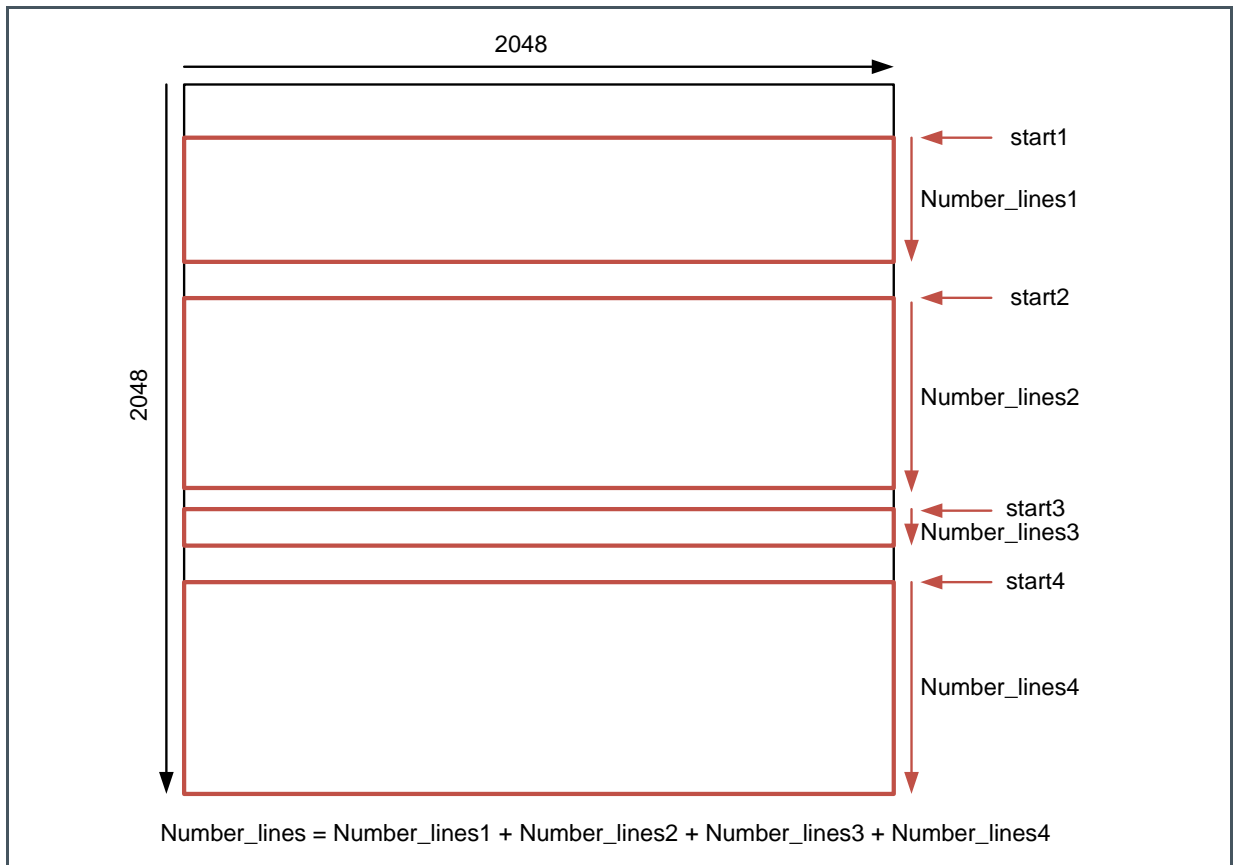 2048
start1
Number_lines1
start2
2048
Number_lines2
start3
Number_lines3
start4
Number_lines4
Number_lines = Number_lines1 + Number_lines2 + Number_lines3 + Number_lines4